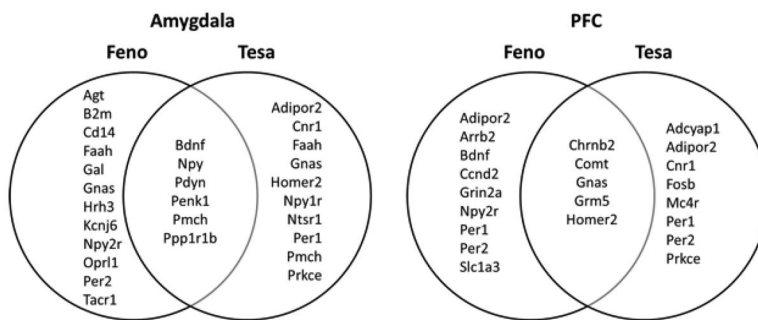 Amygdala
Feno
Tesa
Agt
B2m
Cd14
Faah
Gal
Gnas
Hrh3
Kcnj6
Npy2r
Oprl1
Per2
Tacr1
Bdnf
Npy
Pdyn
Penk1
Pmch
Ppp1r1b
Adipor2
Cnr1
Faah
Gnas
Homer2
Npy1r
Ntsr1
Per1
Pmch
Prkce
PFC
Feno
Tesa
Adipor2
Arrb2
Bdnf
Ccnd2
Grin2a
Npy2r
Per1
Per2
Slc1a3
Chrnb2
Comt
Gnas
Grm5
Homer2
Adcyap1
Adipor2
Cnr1
Fosb
Mc4r
Per1
Per2
Prkce